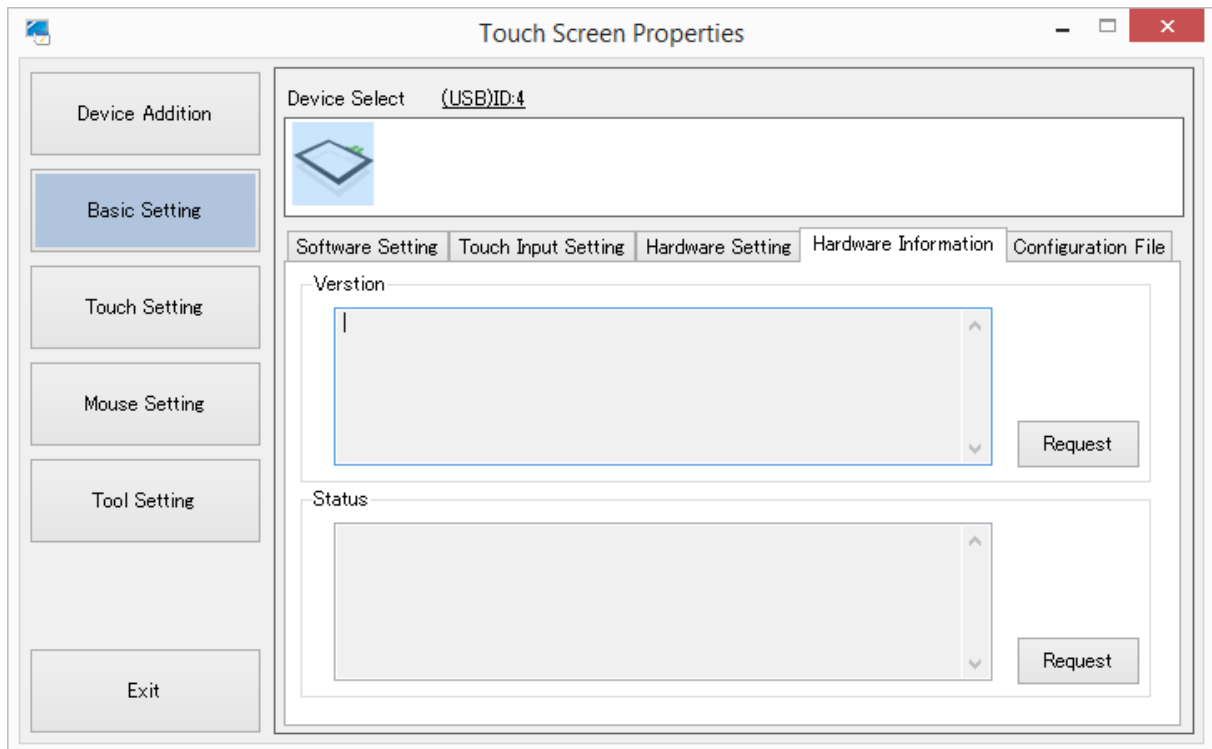 Touch Screen Properties
Device Addition
Basic Setting
Touch Setting
Mouse Setting
Tool Setting
Exit
Device Select (USB)ID:4
Software Setting Touch Input Setting Hardware Setting Hardware Information Configuration File
Verstion
Request
Status
Request